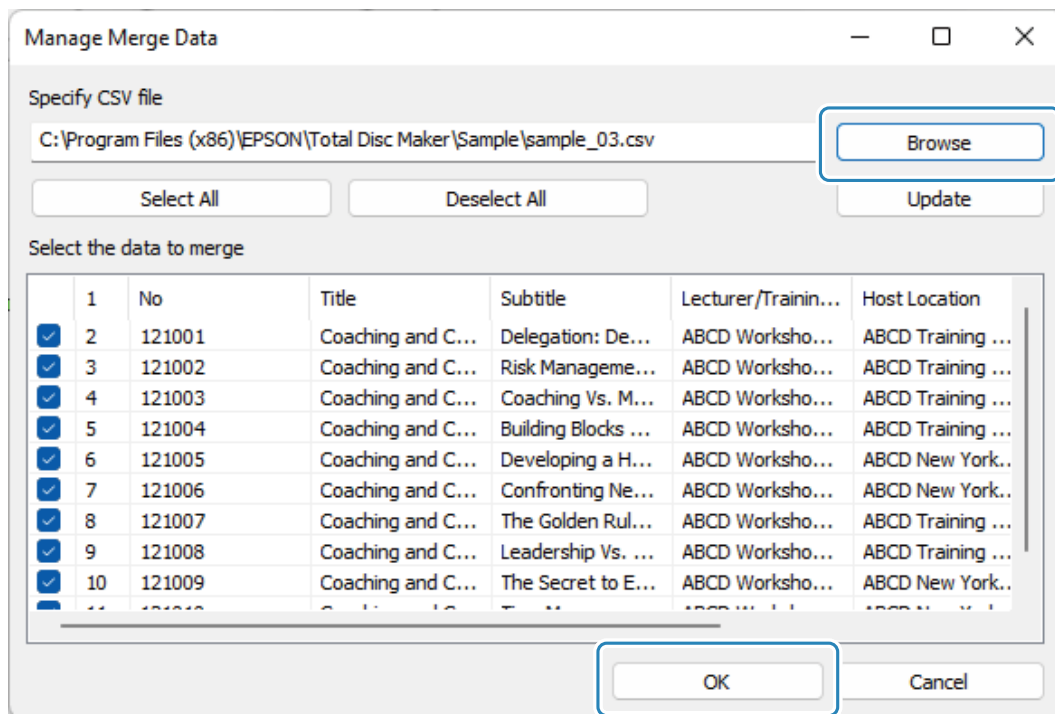 Manage Merge Data
Specify CSV file
C:\Program Files (x86)\EPSON\Total Disc Maker\Sample\sample_03.csv Browse
Select All Deselect All Update
Select the data to merge
1 No Title Subtitle Lecturer/Trainin... Host Location
2 121001 Coaching and C... Delegation: De... ABCD Worksho... ABCD Training ...
3 121002 Coaching and C... Risk Manageme... ABCD Worksho... ABCD Training ...
4 121003 Coaching and C... Coaching Vs. M... ABCD Worksho... ABCD Training ...
5 121004 Coaching and C... Building Blocks ... ABCD Worksho... ABCD Training ...
6 121005 Coaching and C... Developing a H... ABCD Worksho... ABCD New York..
7 121006 Coaching and C... Confronting Ne... ABCD Worksho... ABCD New York..
8 121007 Coaching and C... The Golden Rul... ABCD Worksho... ABCD Training ...
9 121008 Coaching and C... Leadership Vs. ... ABCD Worksho... ABCD Training ...
10 121009 Coaching and C... The Secret to E... ABCD Worksho... ABCD New York..
OK Cancel